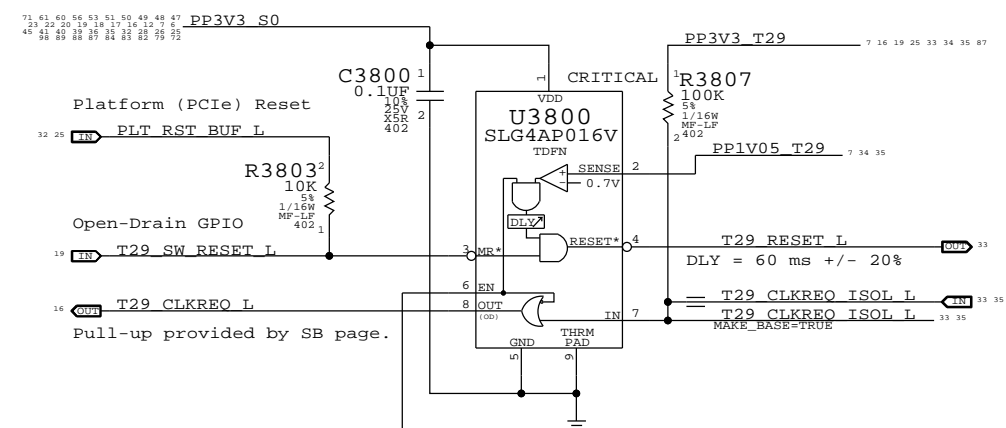 71 61 60 56 53 51 50 49 48 47
23 22 20 19 18 17 16 12 7 6
45 41 40 39 36 35 32 28 26 25
98 89 88 87 84 83 82 79 72
PP3V3_S0
PP3V3_T29
7 16 19 25 33 34 35 87
C3800
1
0.1UF
10%
25V
X5R
402
2
1
CRITICAL
VDD
U3800
SLG4AP016V
TDFN
1
R3807
100K
5%
1/16W
MF-LF
402
2
Platform (PCIe) Reset
32 25
IN
PLT_RST_BUF_L
PP1V05_T29
7 34 35
SENSE
2
+
-
0.7V
R3803
2
10K
5%
1/16W
MF-LF
402
1
DLY
Open-Drain GPIO
19
IN
T29_SW_RESET_L
3
MR*
RESET*
4
T29_RESET_L
OUT
33
DLY = 60 ms +/- 20%
6
EN
16
OUT
T29_CLKREQ_L
8
OUT
(OD)
T29_CLKREQ_ISOL_L
IN
33 35
IN
7
T29_CLKREQ_ISOL_L
33 35
MAKE_BASE=TRUE
Pull-up provided by SB page.
THRM
GND
PAD
5
9